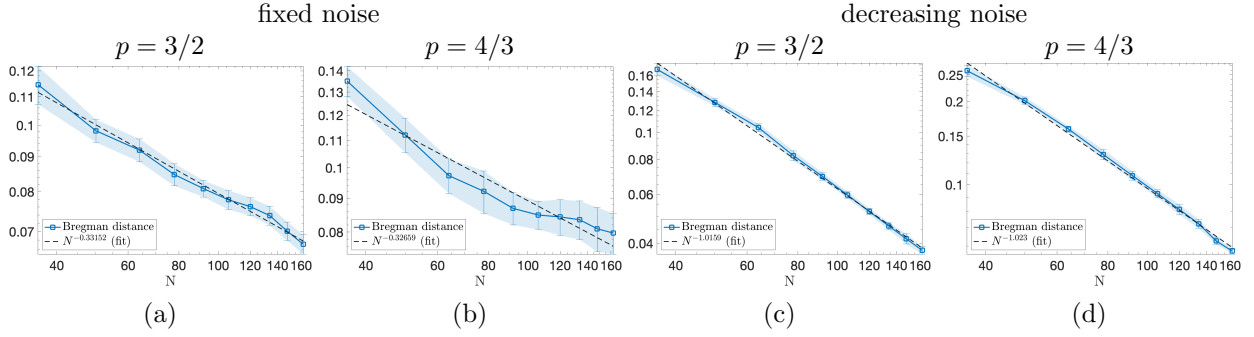 fixed noise
decreasing noise
p = 3/2
p = 4/3
p = 3/2
p = 4/3
0.12
0.11
0.1
0.09
0.08
0.07
Bregman distance
N^{-0.33152} (fit)
40 60 80 100 120 140 160
N
0.14
0.13
0.12
0.11
0.1
0.09
0.08
Bregman distance
N^{-0.32659} (fit)
40 60 80 100 120 140 160
N
0.16
0.14
0.12
0.1
0.08
0.06
0.04
Bregman distance
N^{-1.0159} (fit)
40 60 80 100 120 140 160
N
0.25
0.2
0.15
0.1
Bregman distance
N^{-1.023} (fit)
40 60 80 100 120 140 160
N
(a)
(b)
(c)
(d)